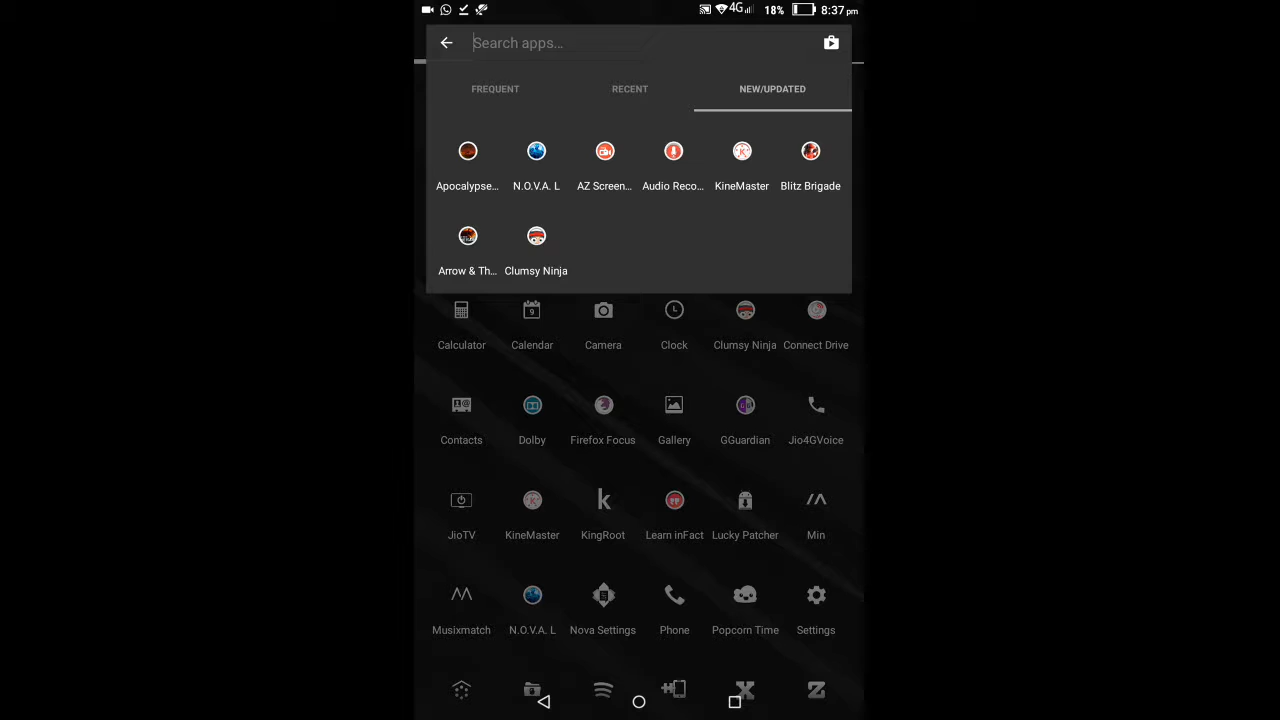 4G 18% 8:37 pm
Search apps...
FREQUENT RECENT NEW/UPDATED
Apocalypse... N.O.V.A. L AZ Screen... Audio Reco... KineMaster Blitz Brigade
Arrow & Th... Clumsy Ninja
9
Calculator Calendar Camera Clock Clumsy Ninja Connect Drive
Contacts Dolby Firefox Focus Gallery GGuardian Jio4GVoice
k
JioTV KineMaster KingRoot Learn inFact Lucky Patcher Min
Musixmatch N.O.V.A. L Nova Settings Phone Popcorn Time Settings